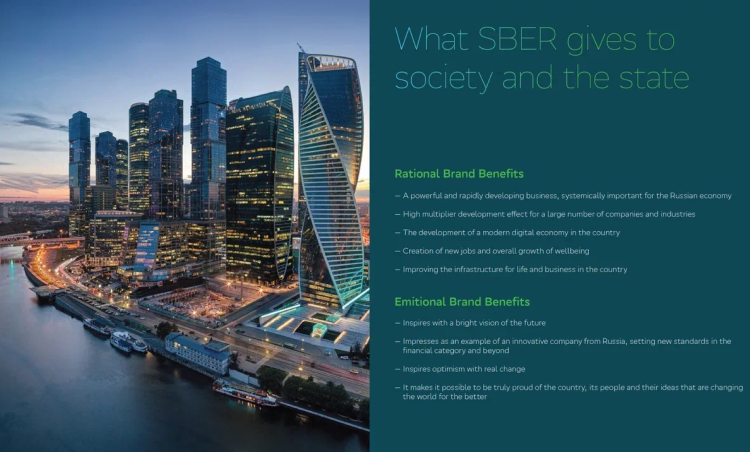 What SBER gives to
society and the state
Rational Brand Benefits
– A powerful and rapidly developing business, systemically important for the Russian economy
– High multiplier development effect for a large number of companies and industries
– The development of a modern digital economy in the country
– Creation of new jobs and overall growth of wellbeing
– Improving the infrastructure for life and business in the country
Emitional Brand Benefits
– Inspires with a bright vision of the future
– Impresses as an example of an innovative company from Russia, setting new standards in the
financial category and beyond
– Inspires optimism with real change
– It makes it possible to be truly proud of the country, its people and their ideas that are changing
the world for the better